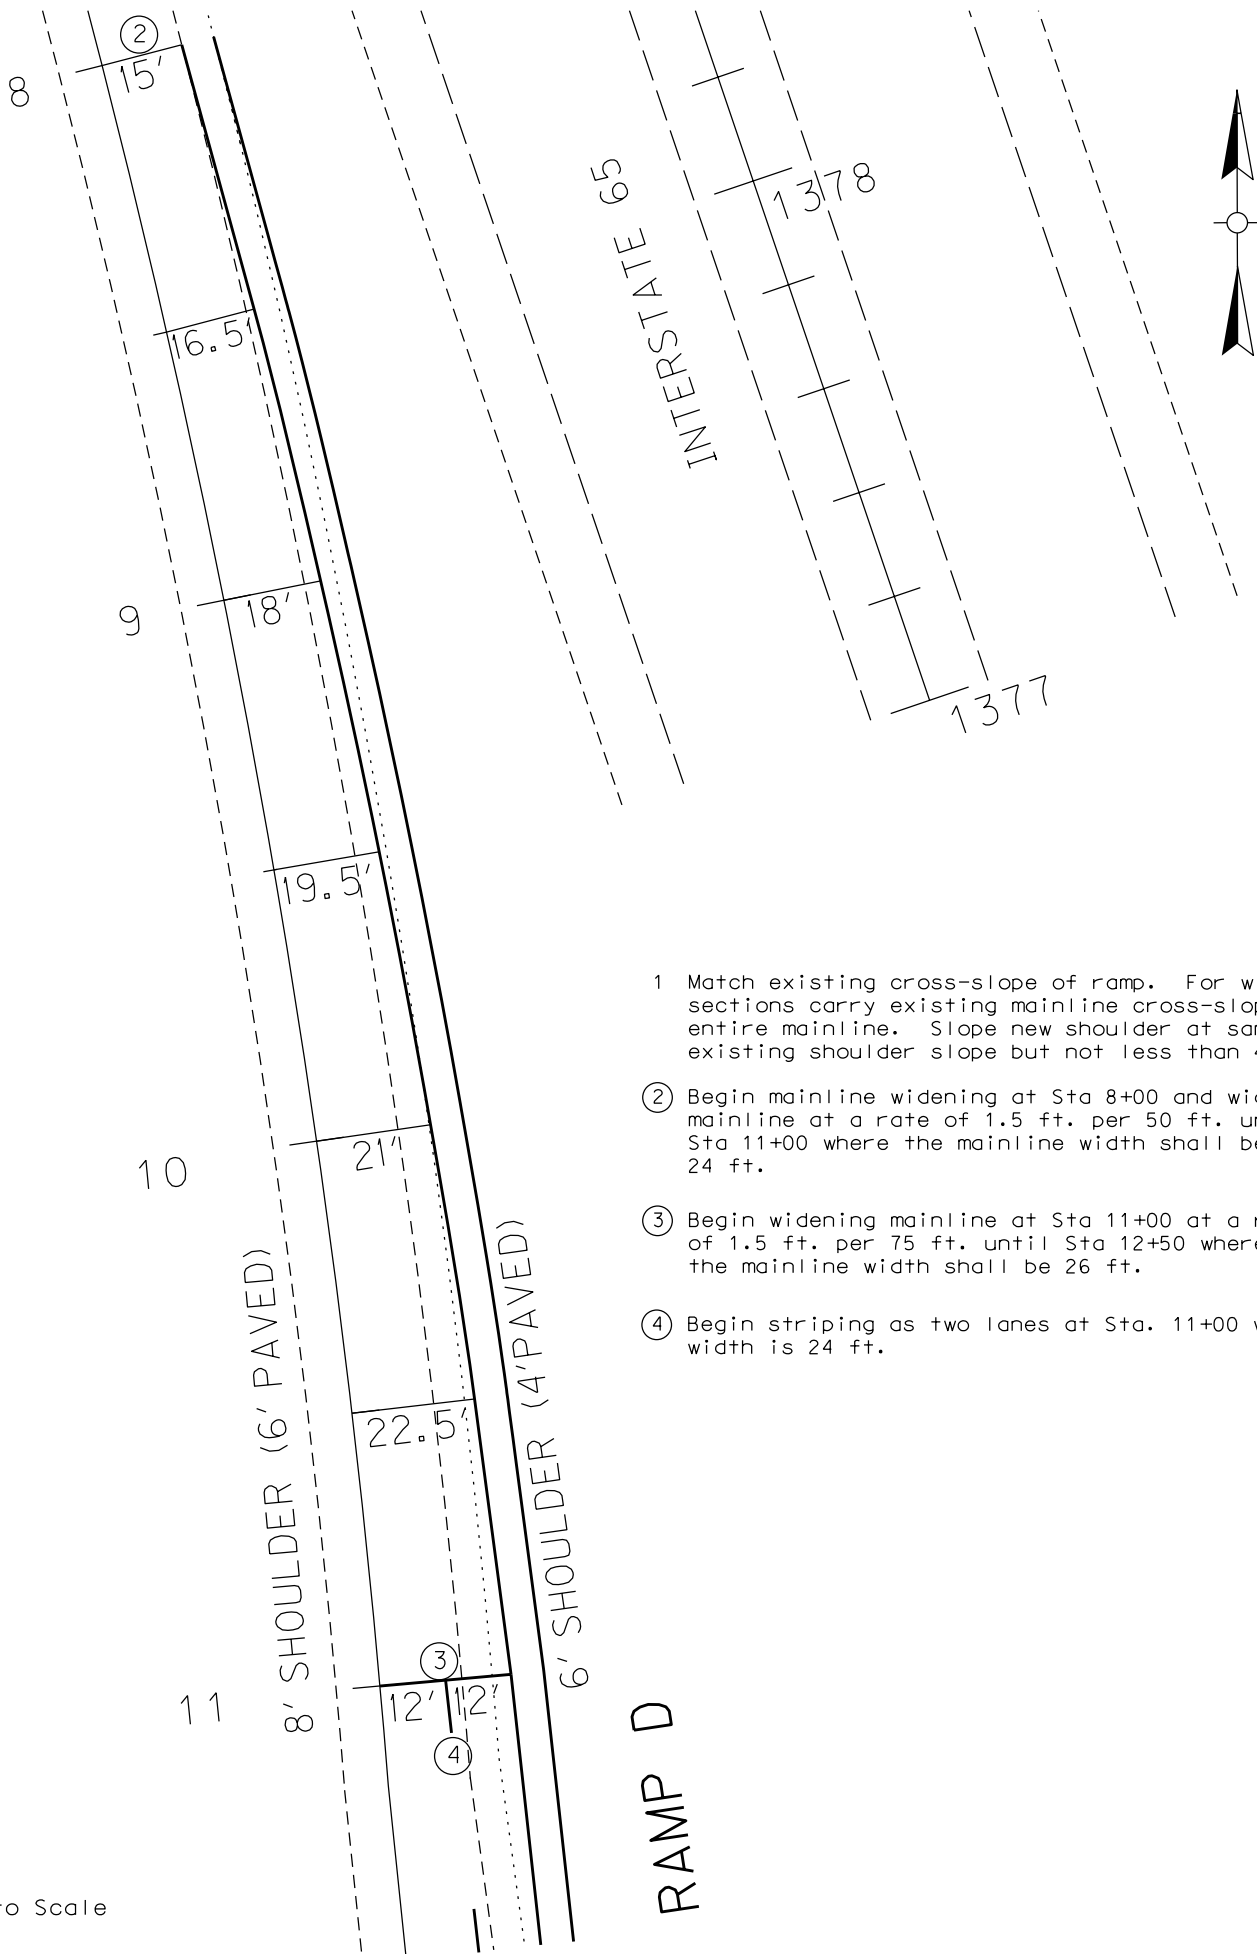 2
15'
8
16.5'
INTERSTATE 65
1378
9
18'
1377
19.5'
1 Match existing cross-slope of ramp. For
sections carry existing mainline cross-slop
entire mainline. Slope new shoulder at
existing shoulder slope but not less than
2 Begin mainline widening at Sta 8+00 and
mainline at a rate of 1.5 ft. per 50 ft.
Sta 11+00 where the mainline width shall
24 ft.
3 Begin widening mainline at Sta 11+00 at a
of 1.5 ft. per 75 ft. until Sta 12+50 where
the mainline width shall be 26 ft.
4 Begin striping as two lanes at Sta. 11+00
width is 24 ft.
10
21'
22.5'
8' SHOULDER (6' PAVED)
6' SHOULDER (4'PAVED)
11
3
12' 12'
4
RAMP D
to Scale